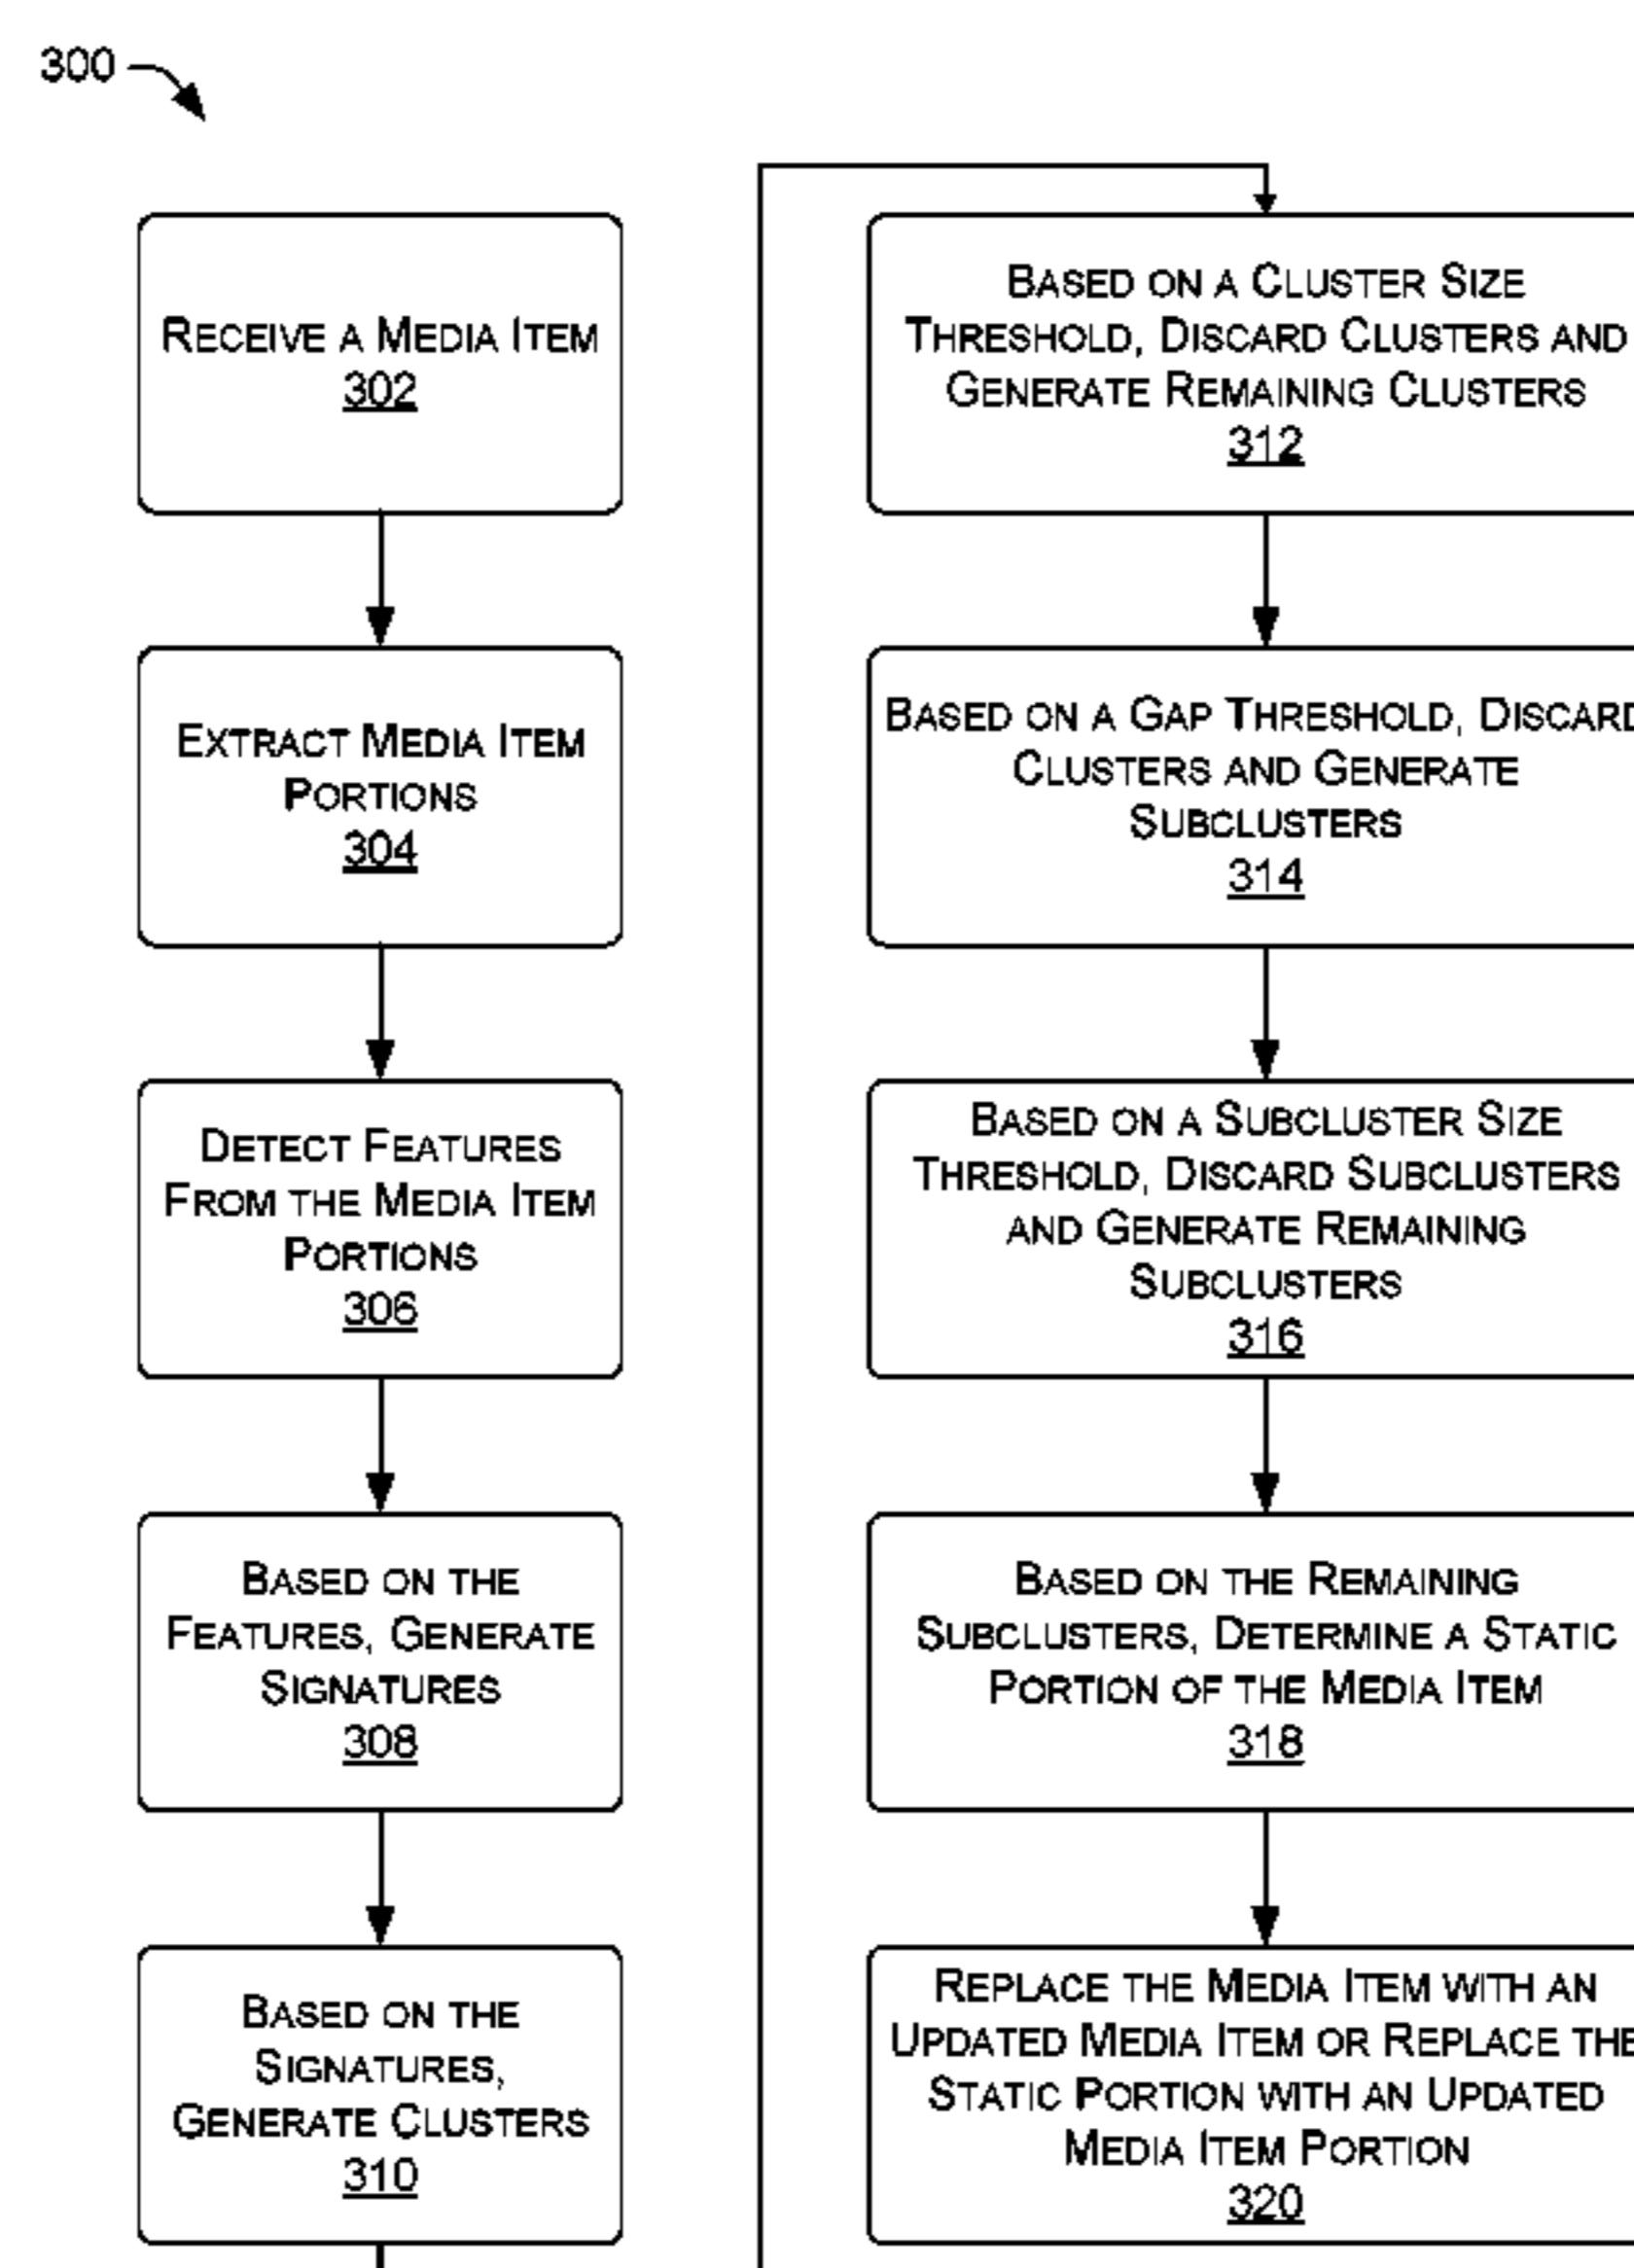 300
RECEIVE A MEDIA ITEM
302
EXTRACT MEDIA ITEM
PORTIONS
304
DETECT FEATURES
FROM THE MEDIA ITEM
PORTIONS
306
BASED ON THE
FEATURES, GENERATE
SIGNATURES
308
BASED ON THE
SIGNATURES,
GENERATE CLUSTERS
310
BASED ON A CLUSTER SIZE
THRESHOLD, DISCARD CLUSTERS AND
GENERATE REMAINING CLUSTERS
312
BASED ON A GAP THRESHOLD, DISCARD
CLUSTERS AND GENERATE
SUBCLUSTERS
314
BASED ON A SUBCLUSTER SIZE
THRESHOLD, DISCARD SUBCLUSTERS
AND GENERATE REMAINING
SUBCLUSTERS
316
BASED ON THE REMAINING
SUBCLUSTERS, DETERMINE A STATIC
PORTION OF THE MEDIA ITEM
318
REPLACE THE MEDIA ITEM WITH AN
UPDATED MEDIA ITEM OR REPLACE THE
STATIC PORTION WITH AN UPDATED
MEDIA ITEM PORTION
320